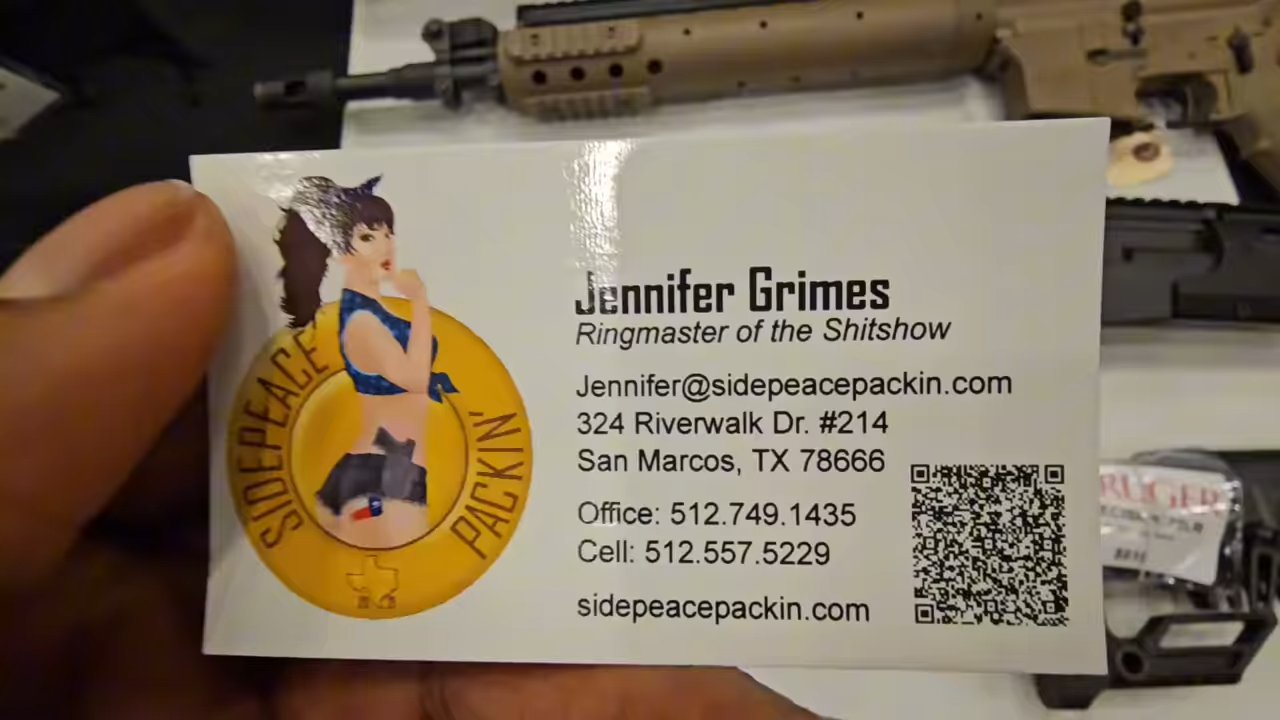 SIDEPEACE
PACKIN'
Jennifer Grimes
Ringmaster of the Shitshow
Jennifer@sidepeacepackin.com
324 Riverwalk Dr. #214
San Marcos, TX 78666
Office: 512.749.1435
Cell: 512.557.5229
sidepeacepackin.com
RUGER